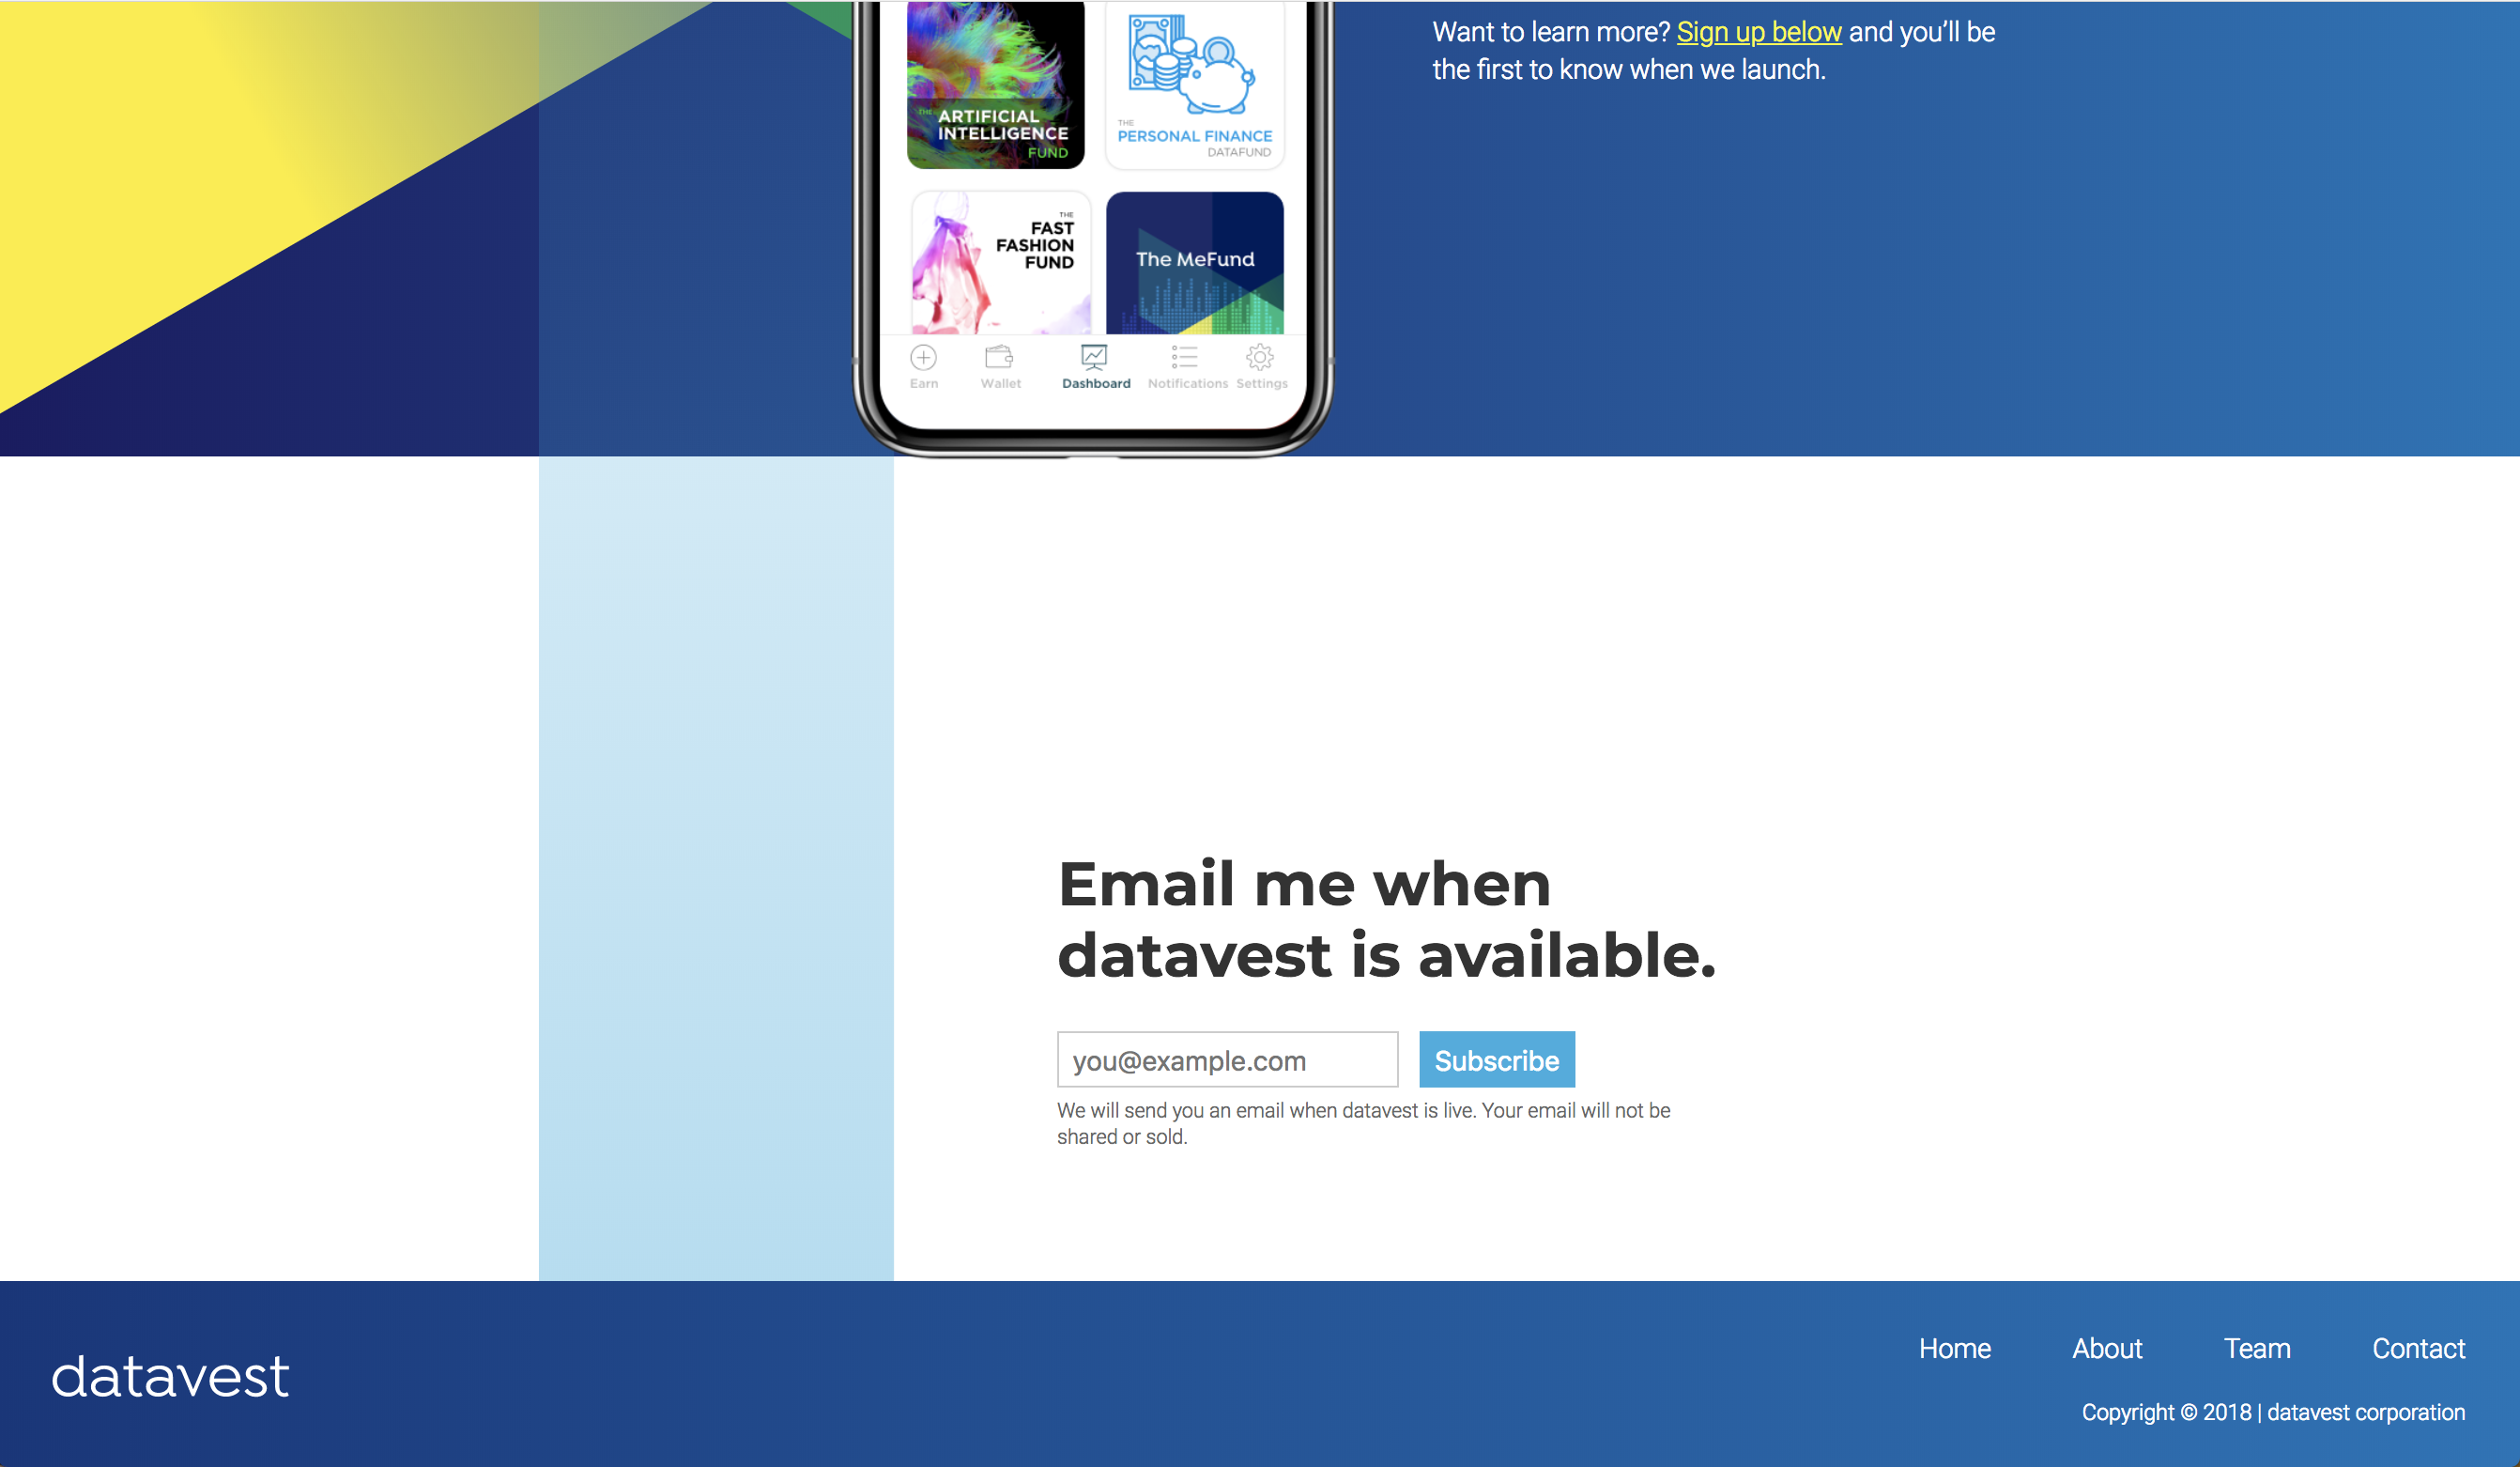 Want to learn more? Sign up below and you’ll be
the first to know when we launch.
THE
ARTIFICIAL
INTELLIGENCE
FUND
THE
PERSONAL FINANCE
DATAFUND
THE
FAST
FASHION
FUND
The MeFund
Earn
Wallet
Dashboard
Notifications
Settings
Email me when
datavest is available.
you@example.com
Subscribe
We will send you an email when datavest is live. Your email will not be
shared or sold.
datavest
Home
About
Team
Contact
Copyright © 2018 | datavest corporation